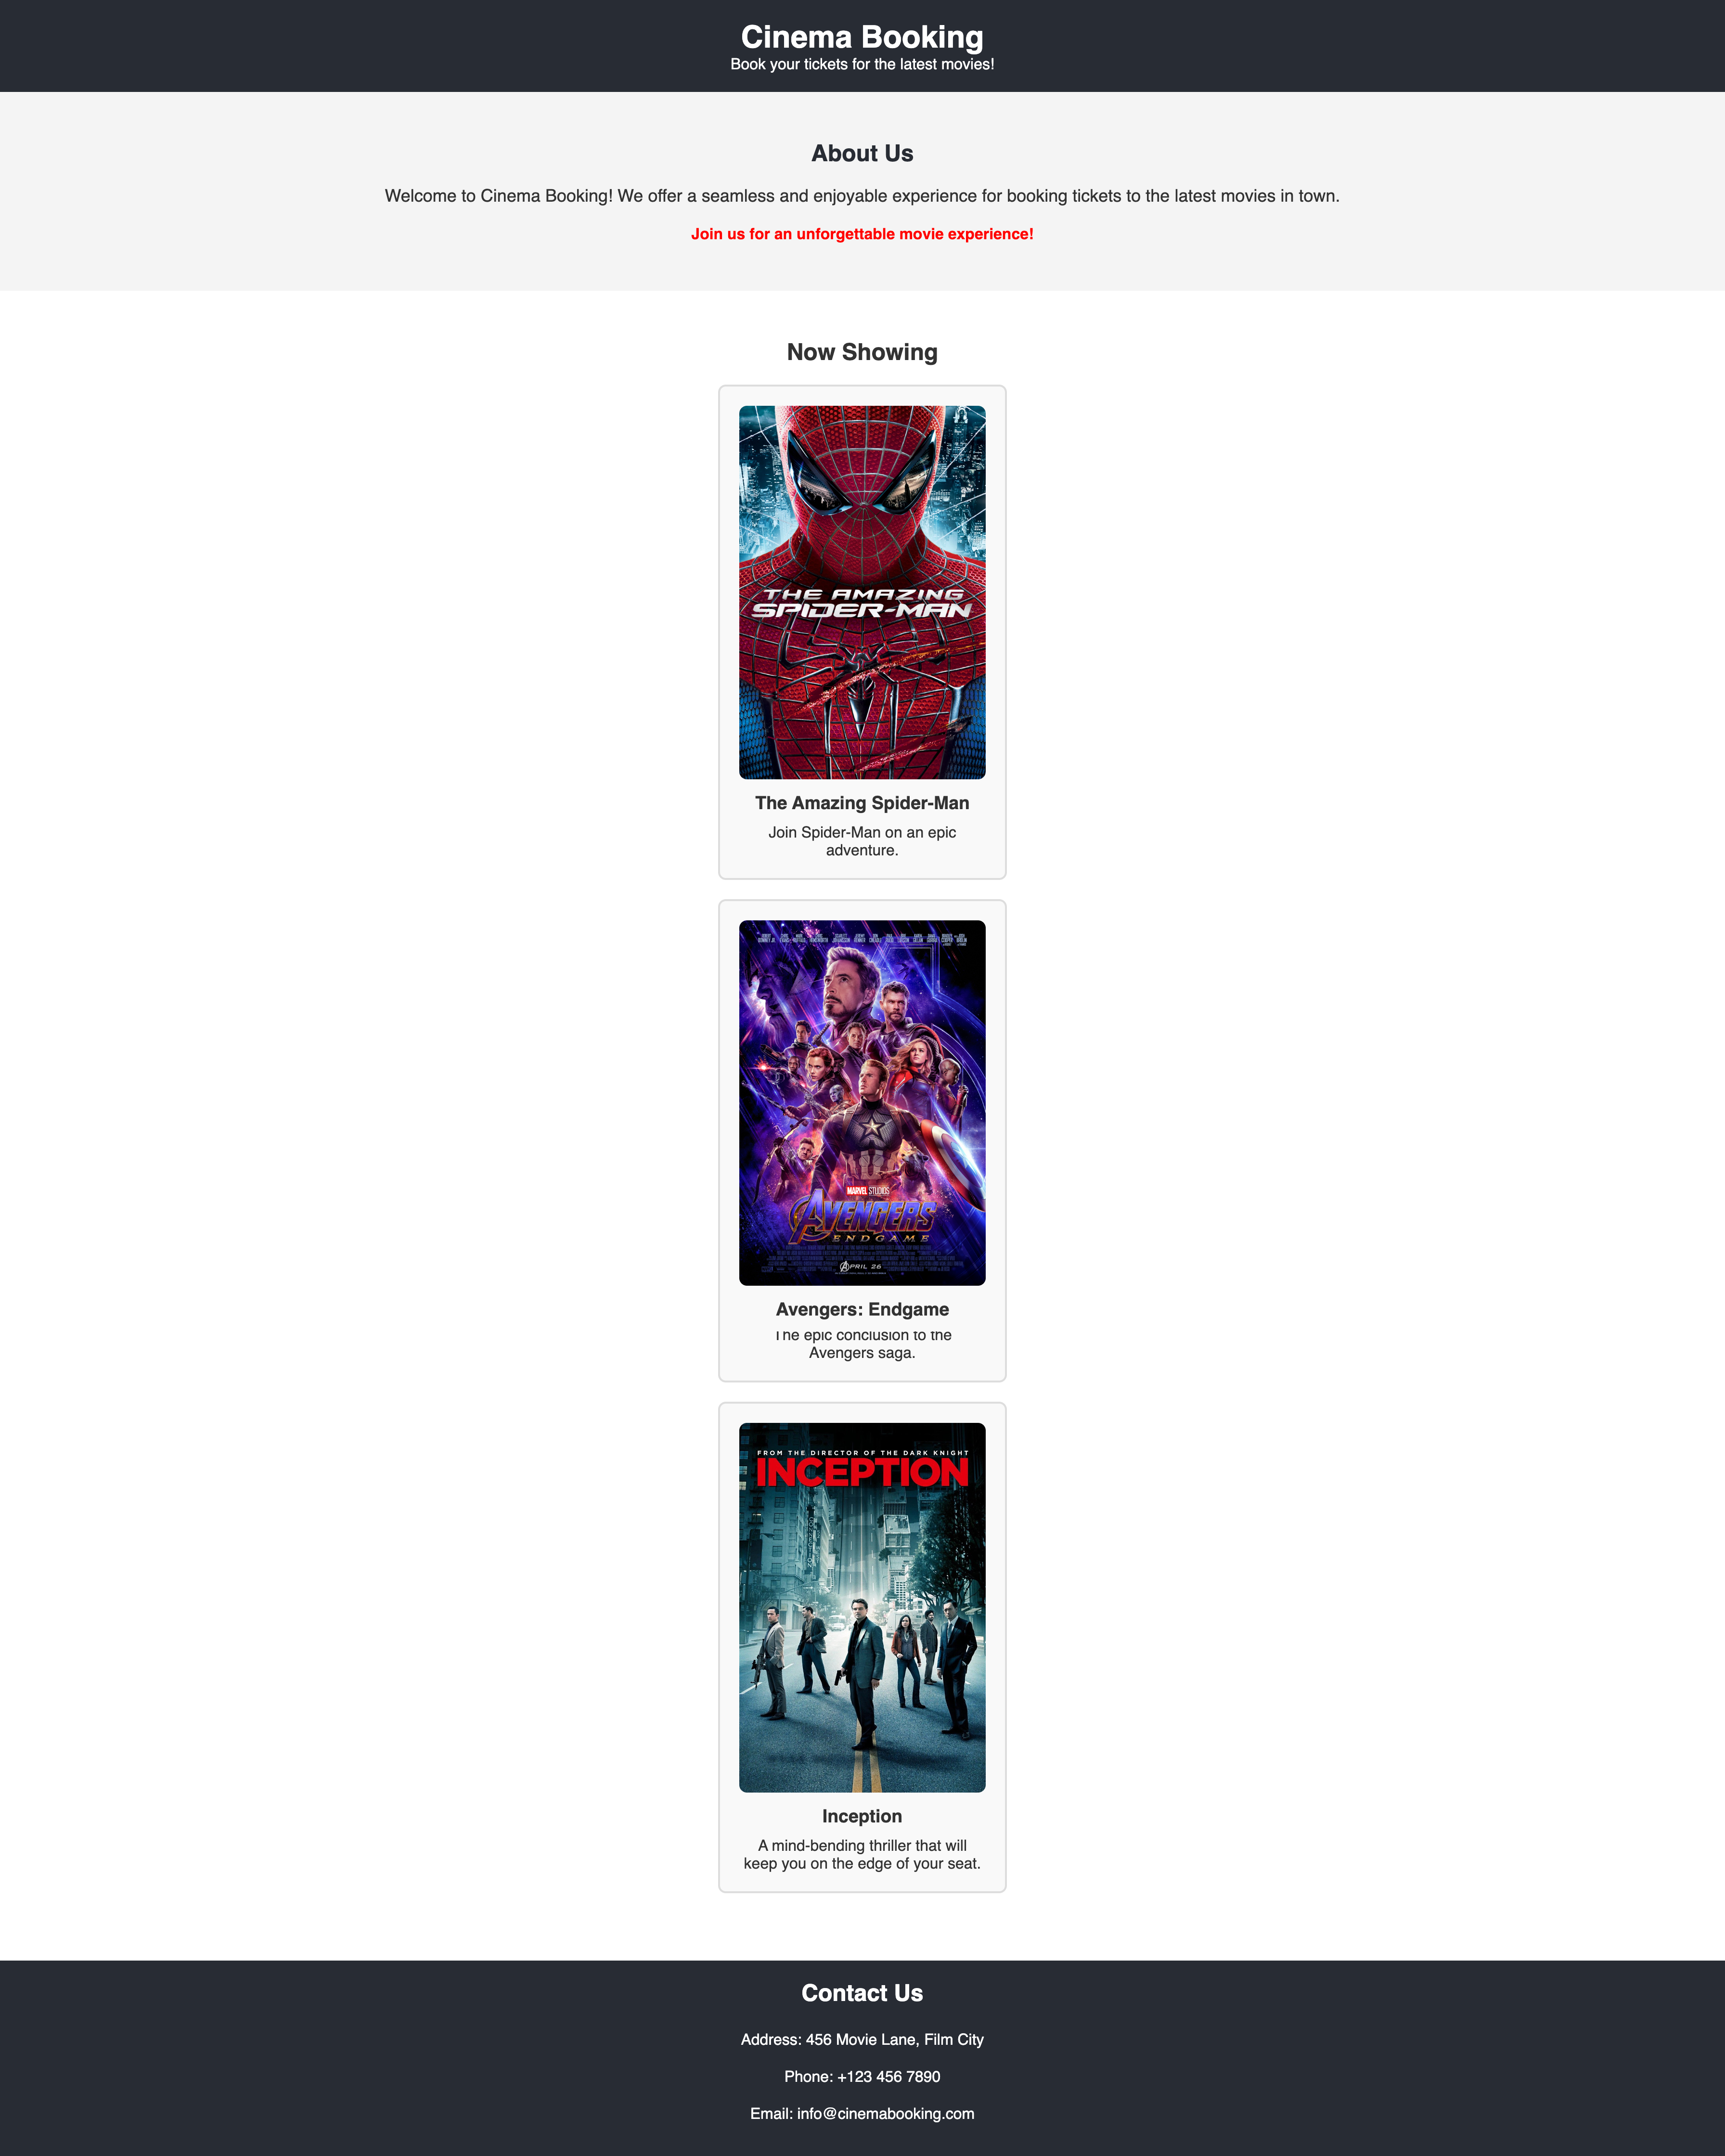 Cinema Booking
Book your tickets for the latest movies!
About Us
Welcome to Cinema Booking! We offer a seamless and enjoyable experience for booking tickets to the latest movies in town.
Join us for an unforgettable movie experience!
Now Showing
THE AMAZING
SPIDER-MAN
The Amazing Spider-Man
Join Spider-Man on an epic
adventure.
MARVEL STUDIOS
AVENGERS
ENDGAME
APRIL 26
Avengers: Endgame
The epic conclusion to the
Avengers saga.
FROM THE DIRECTOR OF THE DARK KNIGHT
INCEPTION
Inception
A mind-bending thriller that will
keep you on the edge of your seat.
Contact Us
Address: 456 Movie Lane, Film City
Phone: +123 456 7890
Email: info@cinemabooking.com